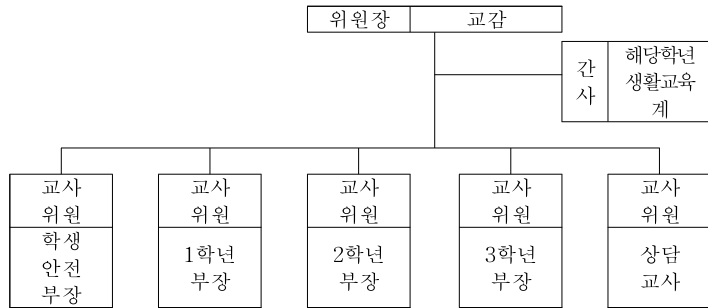 위원장 교감
간사 해당학년
생활교육
계
교사 교사 교사 교사 교사
위원 위원 위원 위원 위원
학생
안전
부장
1학년
부장
2학년
부장
3학년
부장
상담
교사